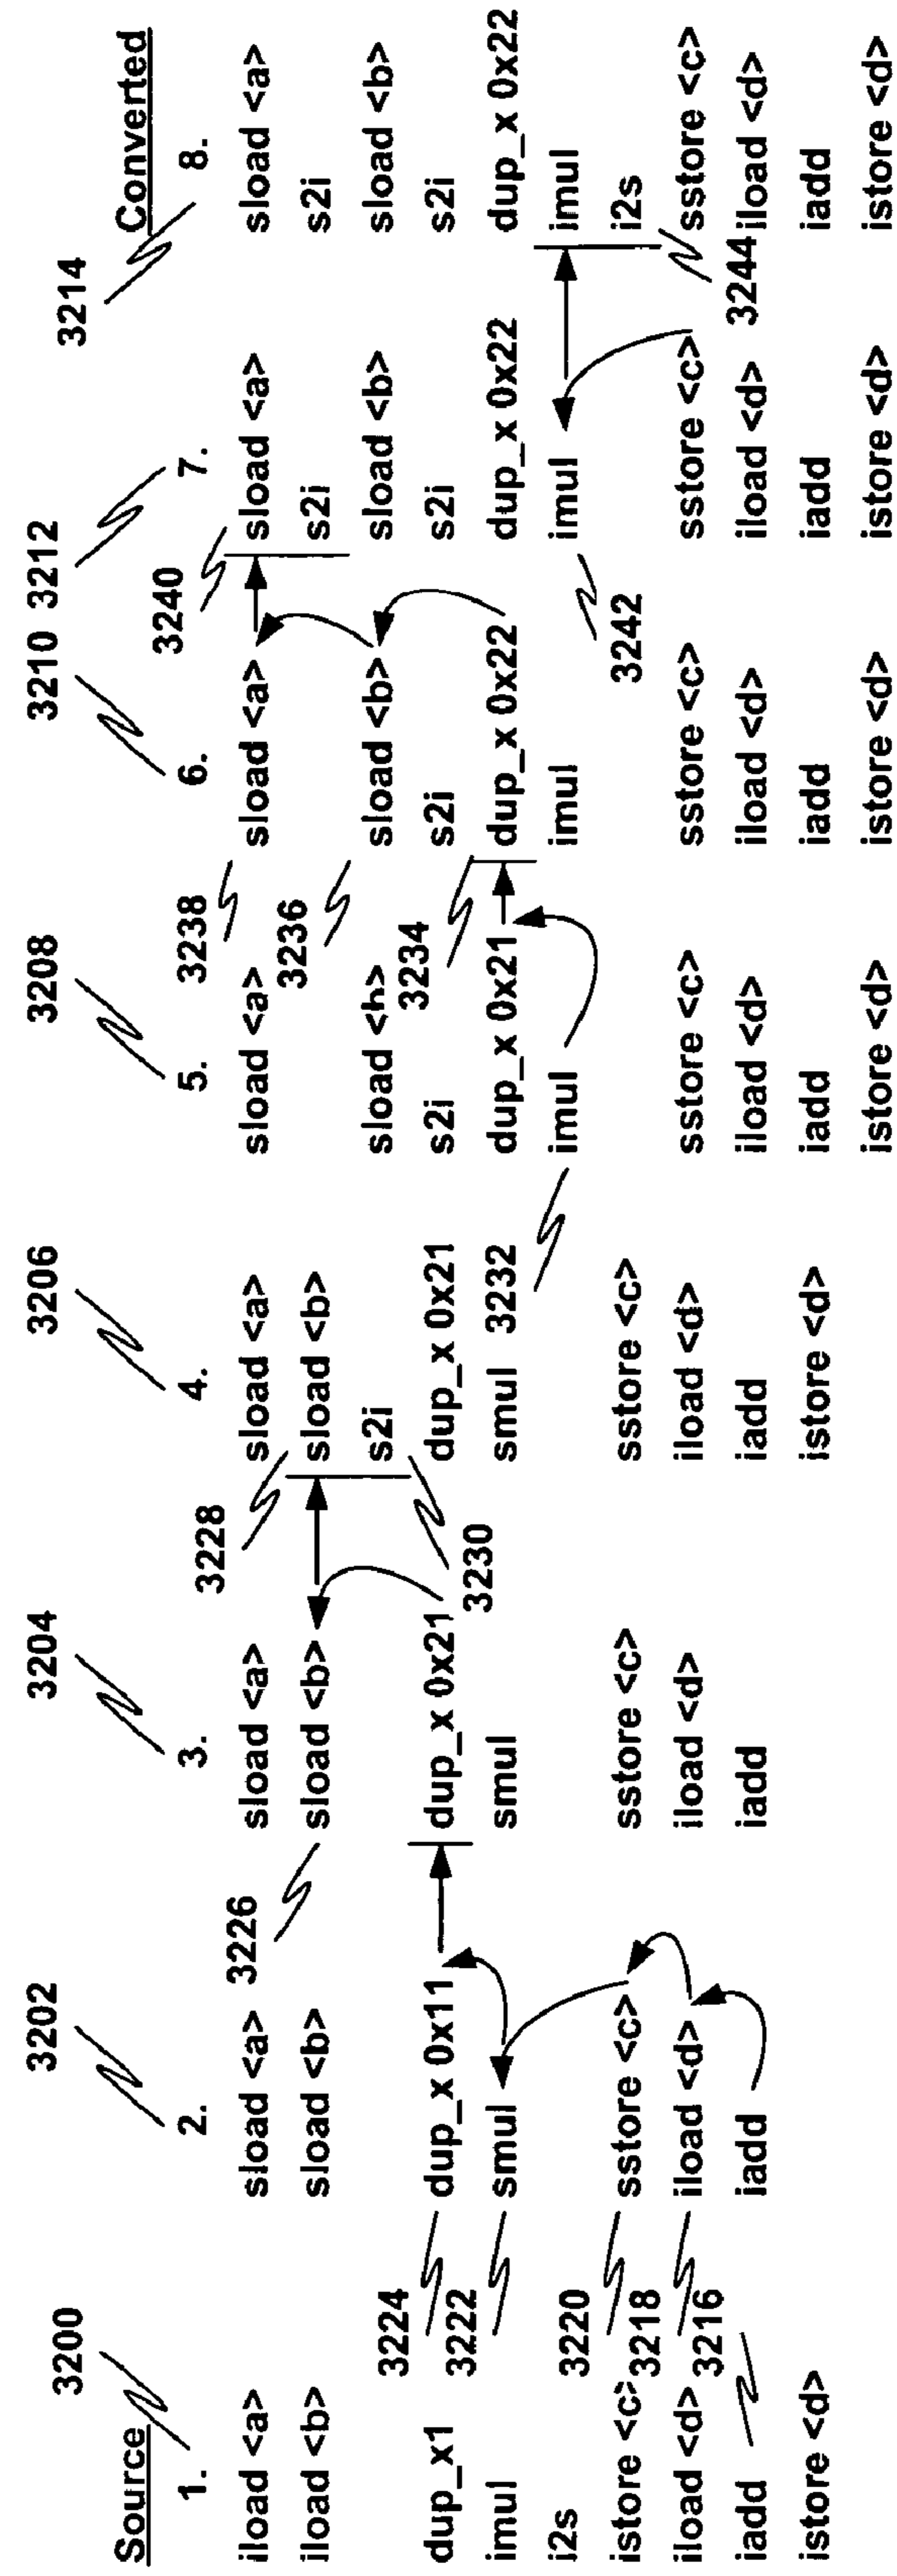 Source
3200
1.
iload <a>
iload <b>
dup_x1
imul
i2s
istore <c>
iload <d>
iadd
istore <d>
3202
2.
sload <a>
sload <b>
3224
dup_x 0x11
3222
smul
3220
sstore <c>
3218
iload <d>
3216
iadd
3204
3.
sload <a>
3226
sload <b>
dup_x 0x21
smul
sstore <c>
iload <d>
iadd
3206
4.
3228
sload <a>
sload <b>
s2i
3230
dup_x 0x21
smul
sstore <c>
iload <d>
iadd
istore <d>
3208
5.
sload <a>
sload <h>
s2i
dup_x 0x21
3232
imul
sstore <c>
iload <d>
iadd
istore <d>
3210
6.
3238
sload <a>
3236
sload <b>
s2i
3234
dup_x 0x22
imul
sstore <c>
iload <d>
iadd
istore <d>
3212
7.
3240
sload <a>
s2i
sload <b>
s2i
dup_x 0x22
imul
3242
sstore <c>
iload <d>
iadd
istore <d>
Converted
3214
8.
sload <a>
s2i
sload <b>
s2i
dup_x 0x22
imul
i2s
3244
sstore <c>
iload <d>
iadd
istore <d>